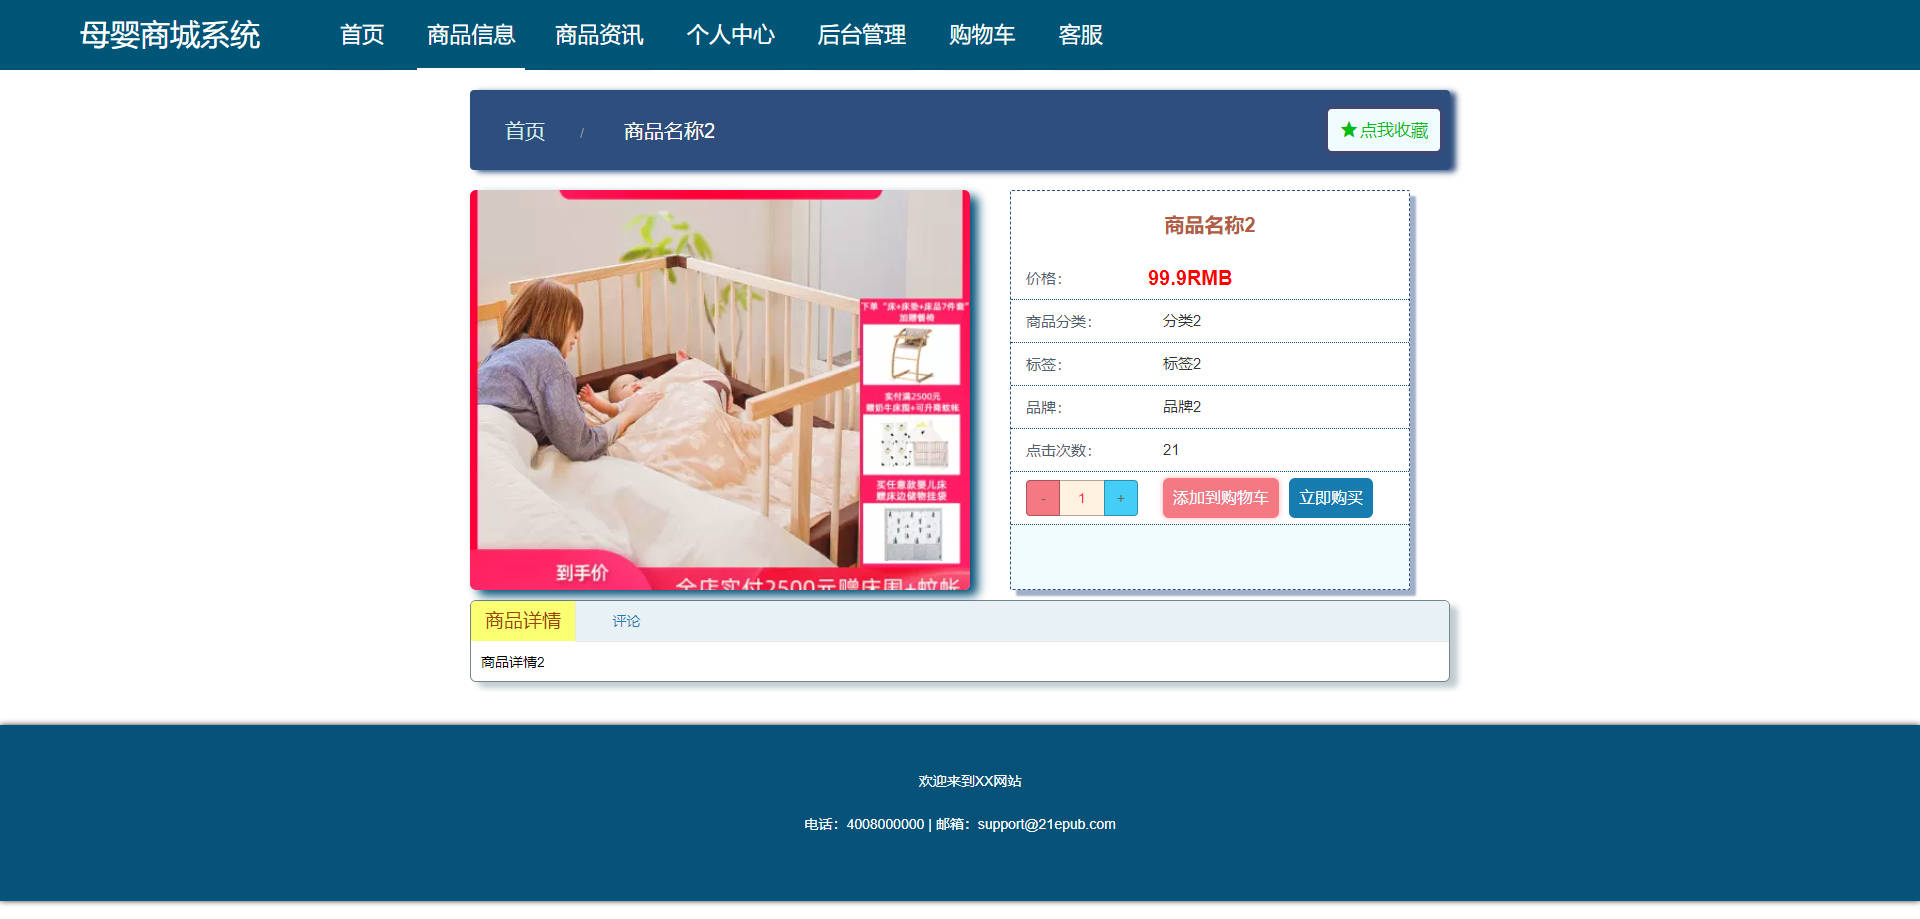 母婴商城系统 首页 商品信息 商品资讯 个人中心 后台管理 购物车 客服
首页 / 商品名称2 ★点我收藏
下单“床+床垫+床品7件套”
加赠餐椅
实付满2500元
赠奶牛床围+可升高蚊帐
买任意款婴儿床
赠床边储物挂袋
到手价
全店实付2500元赠床围+蚊帐
商品名称2
价格： 99.9RMB
商品分类： 分类2
标签： 标签2
品牌： 品牌2
点击次数： 21
- 1 + 添加到购物车 立即购买
商品详情 评论
商品详情2
欢迎来到XX网站
电话：4008000000 | 邮箱：support@21epub.com